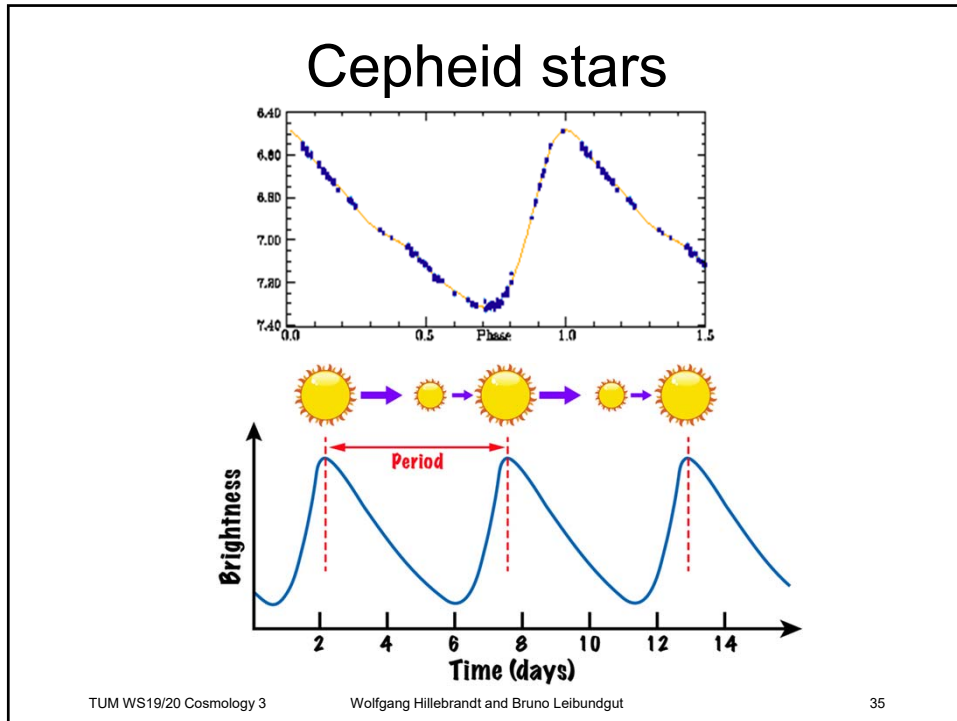 Cepheid stars
6.40
6.60
6.80
7.00
7.20
7.40
0.0 0.5 Phase 1.0 1.5
Period
Brightness
2 4 6 8 10 12 14
Time (days)
TUM WS19/20 Cosmology 3 Wolfgang Hillebrandt and Bruno Leibundgut 35